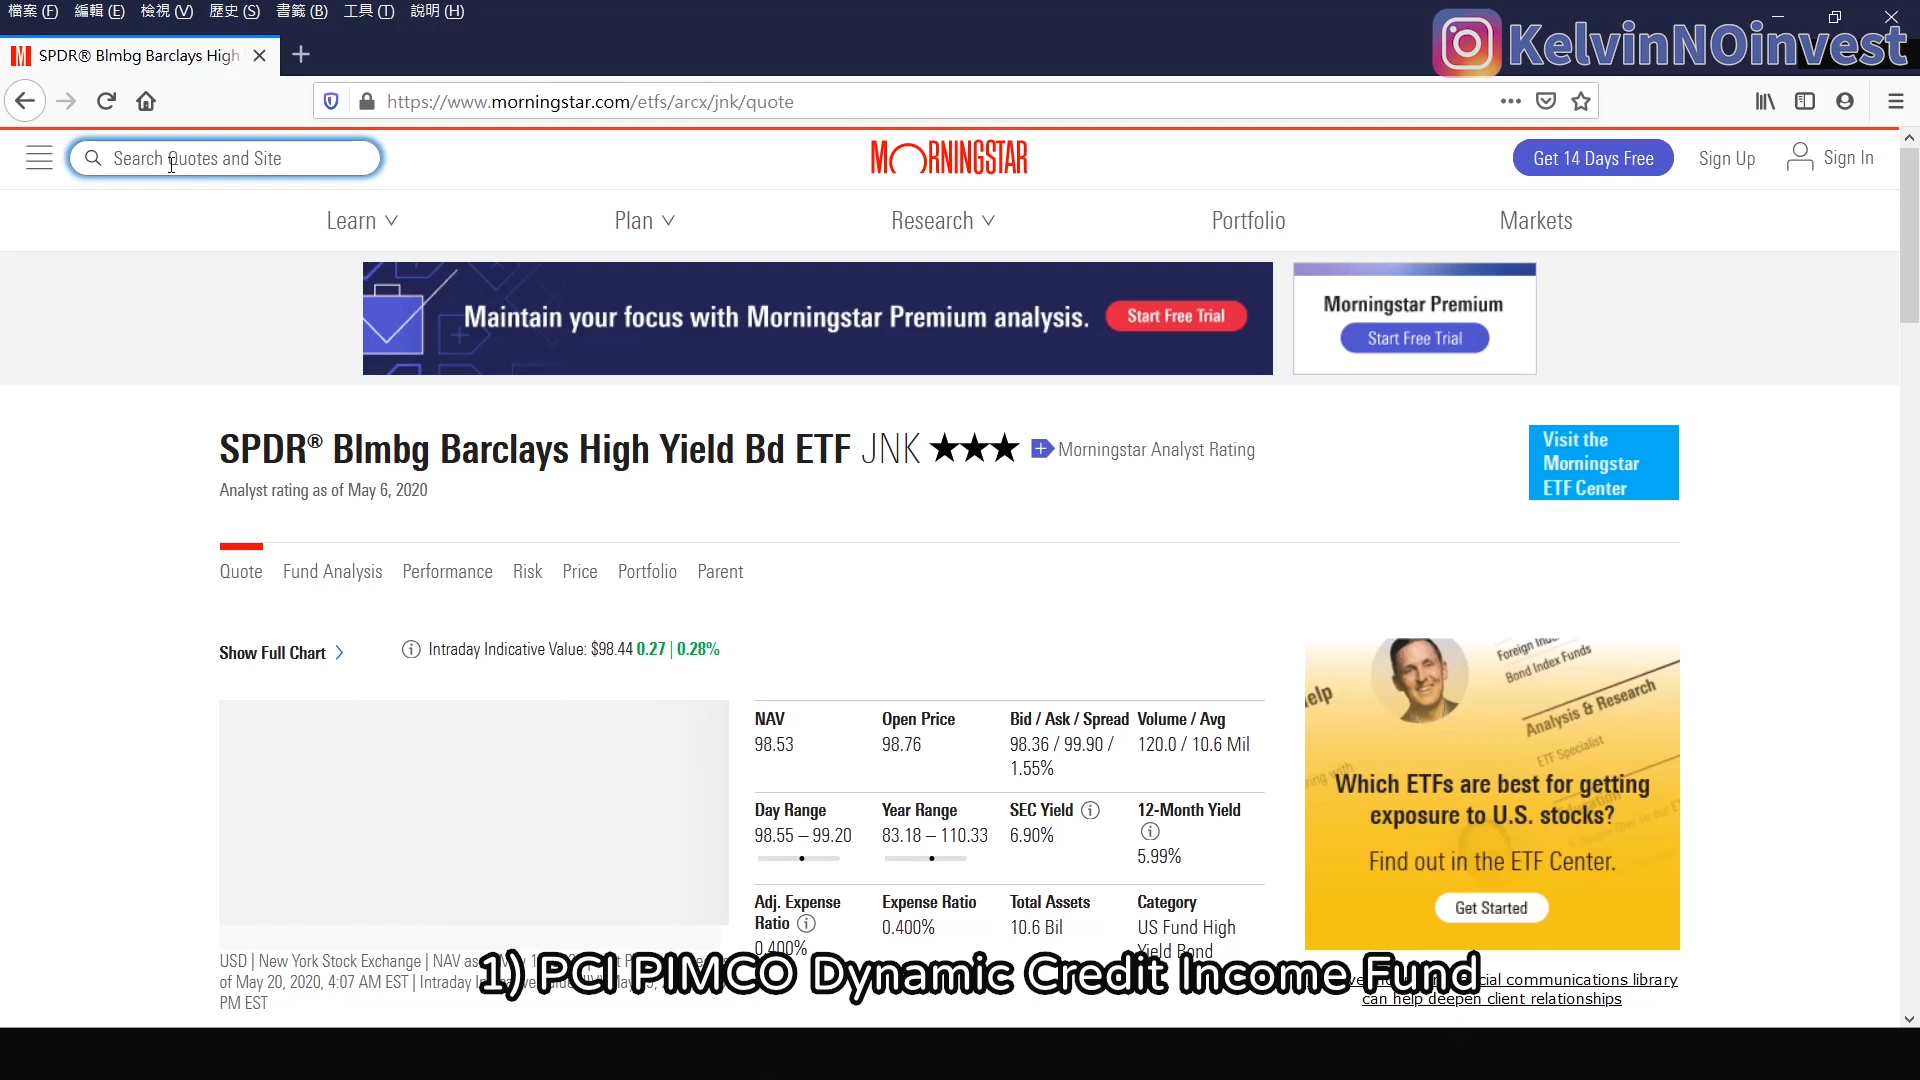 檔案 (F) 編輯 (E) 檢視 (V) 歷史 (S) 書籤 (B) 工具 (T) 說明 (H)
KelvinNOinvest
SPDR® Blmbg Barclays High
https://www.morningstar.com/etfs/arcx/jnk/quote
Search Quotes and Site
MORNINGSTAR
Get 14 Days Free
Sign Up
Sign In
Learn Plan Research Portfolio Markets
Maintain your focus with Morningstar Premium analysis. Start Free Trial
Morningstar Premium
Start Free Trial
SPDR® Blmbg Barclays High Yield Bd ETF JNK ★★★ Morningstar Analyst Rating
Analyst rating as of May 6, 2020
Visit the
Morningstar
ETF Center
Quote Fund Analysis Performance Risk Price Portfolio Parent
Show Full Chart
Intraday Indicative Value: $98.44 0.27 | 0.28%
NAV Open Price Bid / Ask / Spread Volume / Avg
98.53 98.76 98.36 / 99.90 / 120.0 / 10.6 Mil
1.55%
Day Range Year Range SEC Yield 12-Month Yield
98.55 – 99.20 83.18 – 110.33 6.90%
5.99%
Adj. Expense Expense Ratio Total Assets Category
Ratio 0.400% 10.6 Bil US Fund High
0.400% Yield Bond
Foreign
Bond Index Funds
Analysis & Research
ETF Specialist
Which ETFs are best for getting
exposure to U.S. stocks?
Find out in the ETF Center.
Get Started
USD | New York Stock Exchange | NAV as
of May 20, 2020, 4:07 AM EST | Intraday
PM EST
1) PCI PIMCO Dynamic Credit Income Fund
communications library
can help deepen client relationships